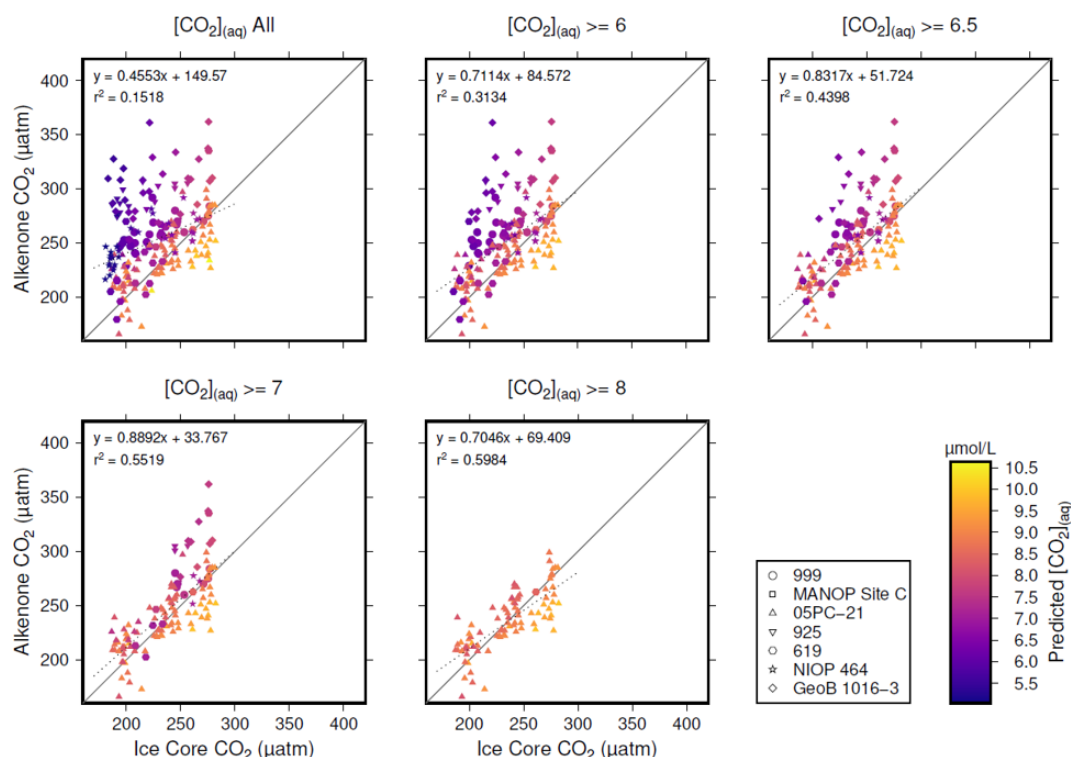 [CO2](aq) All
[CO2](aq) >= 6
[CO2](aq) >= 6.5
y = 0.4553x + 149.57
r2 = 0.1518
y = 0.7114x + 84.572
r2 = 0.3134
y = 0.8317x + 51.724
r2 = 0.4398
400
350
300
250
200
Alkenone CO2 (µatm)
[CO2](aq) >= 7
[CO2](aq) >= 8
y = 0.8892x + 33.767
r2 = 0.5519
y = 0.7046x + 69.409
r2 = 0.5984
400
350
300
250
200
Alkenone CO2 (µatm)
200 250 300 350 400
200 250 300 350 400
Ice Core CO2 (µatm)
Ice Core CO2 (µatm)
999
MANOP Site C
05PC−21
925
619
NIOP 464
GeoB 1016−3
µmol/L
10.5
10.0
9.5
9.0
8.5
8.0
7.5
7.0
6.5
6.0
5.5
Predicted [CO2](aq)